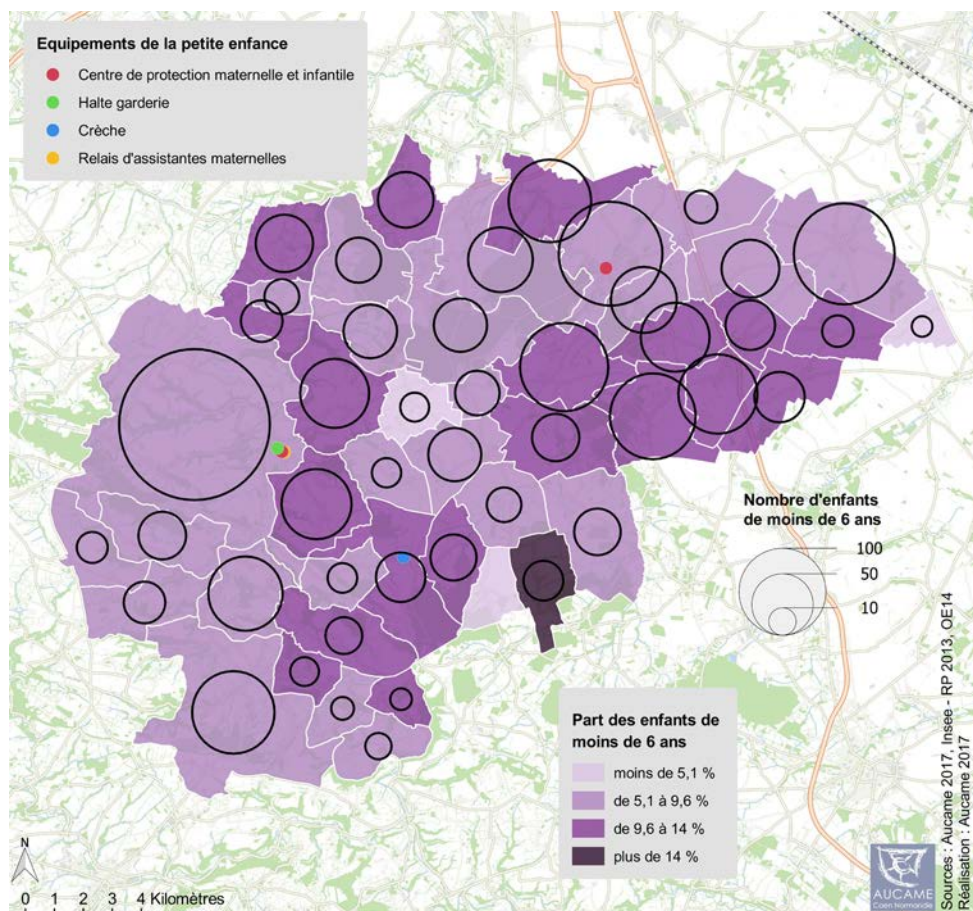 Equipements de la petite enfance
Centre de protection maternelle et infantile
Halte garderie
Crèche
Relais d'assistantes maternelles
Nombre d'enfants
de moins de 6 ans
100
50
10
Part des enfants de
moins de 6 ans
moins de 5,1 %
de 5,1 à 9,6 %
de 9,6 à 14 %
plus de 14 %
N
0 1 2 3 4 Kilomètres
AUCAME
Caen Normandie
Sources : Aucame 2017, Insee - RP 2013, OE14
Réalisation : Aucame 2017